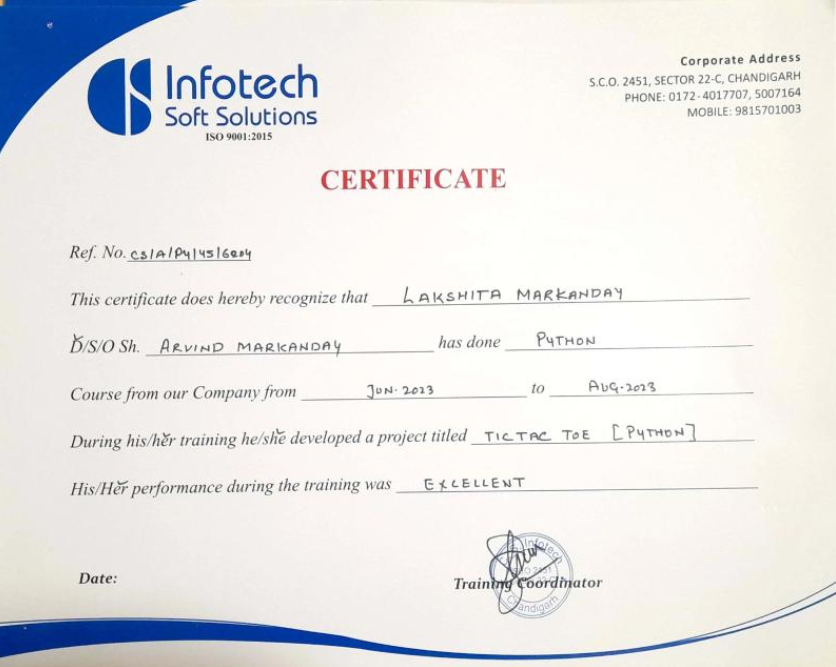 Infotech
Soft Solutions
ISO 9001:2015
Corporate Address
S.C.O. 2451, SECTOR 22-C, CHANDIGARH
PHONE: 0172-4017707, 5007164
MOBILE: 9815701003
CERTIFICATE
Ref. No. CS/A/PY/45/6204
This certificate does hereby recognize that LAKSHITA MARKANDAY
D/S/O Sh. ARVIND MARKANDAY has done PYTHON
Course from our Company from JUN-2023 to AUG-2023
During his/her training he/she developed a project titled TICTAC TOE [PYTHON]
His/Her performance during the training was EXCELLENT
Infotech
Chandigarh
Date:
Training Coordinator